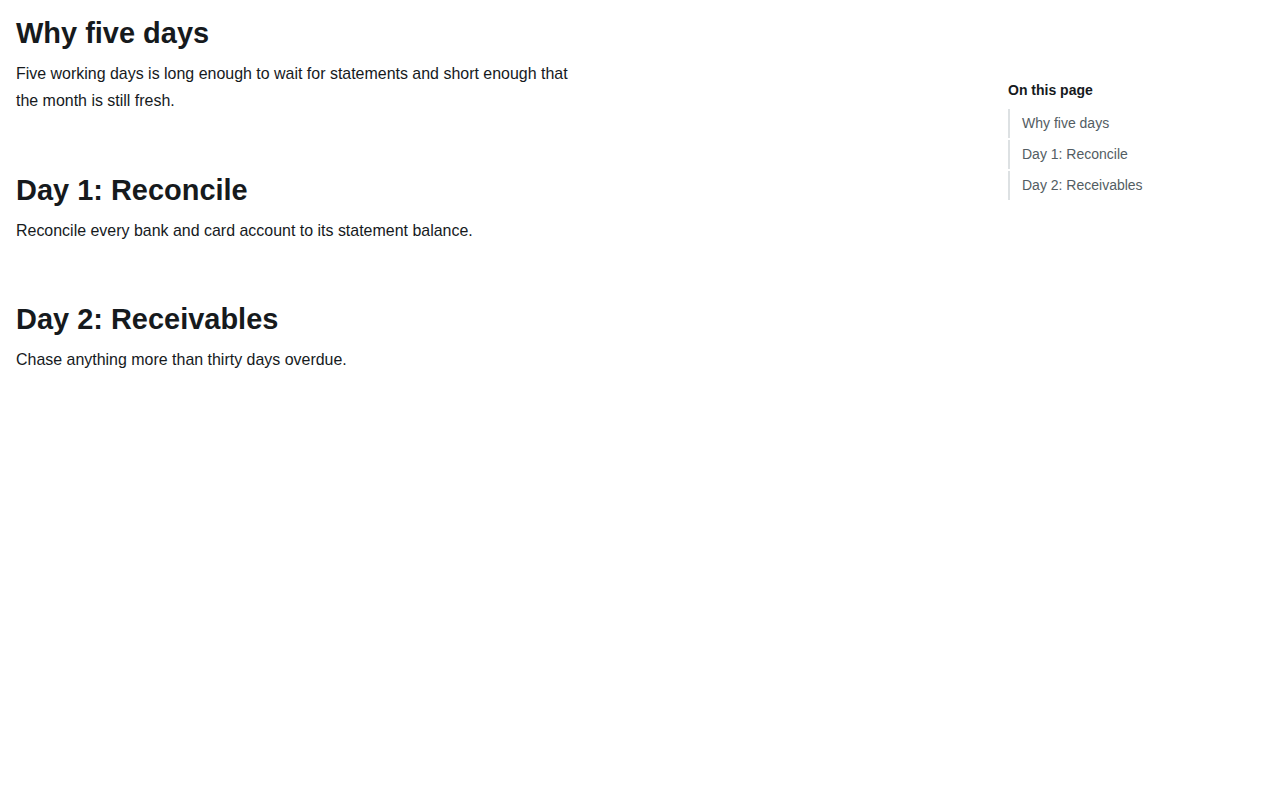 Why five days
Five working days is long enough to wait for statements and short enough that
the month is still fresh.
Day 1: Reconcile
Reconcile every bank and card account to its statement balance.
Day 2: Receivables
Chase anything more than thirty days overdue.
On this page
Why five days
Day 1: Reconcile
Day 2: Receivables